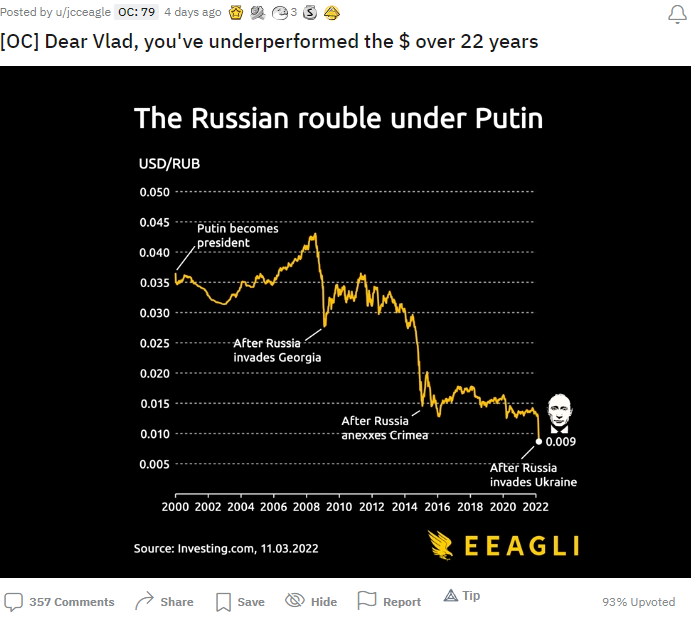 Posted by u/jcceagle OC: 79 4 days ago 3 S
[OC] Dear Vlad, you've underperformed the $ over 22 years
The Russian rouble under Putin
USD/RUB
0.050
0.045
Putin becomes
president
0.040
0.035
0.030
0.025
After Russia
invades Georgia
0.020
0.015
After Russia
anexxes Crimea
0.010
0.009
0.005
After Russia
invades Ukraine
2000 2002 2004 2006 2008 2010 2012 2014 2016 2018 2020 2022
Source: Investing.com, 11.03.2022
EEAGLI
357 Comments Share Save Hide Report Tip 93% Upvoted